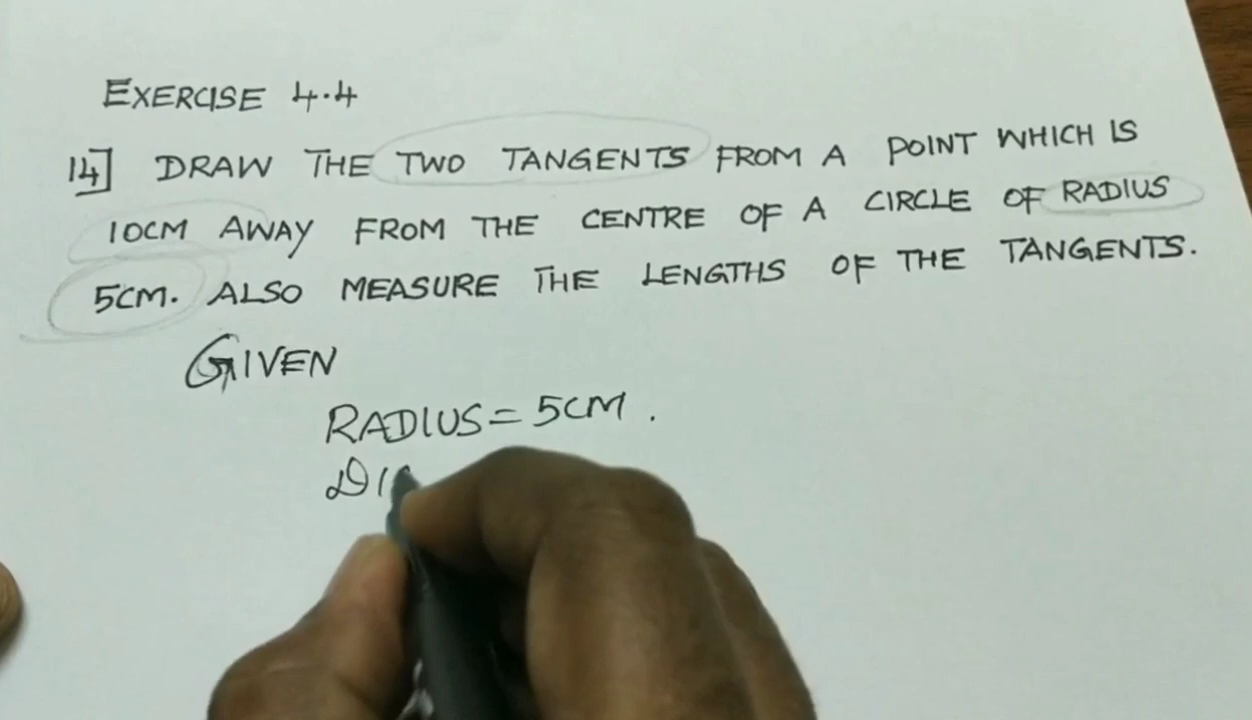 EXERCISE 4.4
14] DRAW THE TWO TANGENTS FROM A POINT WHICH IS
10CM AWAY FROM THE CENTRE OF A CIRCLE OF RADIUS
5CM. ALSO MEASURE THE LENGTHS OF THE TANGENTS.
GIVEN
RADIUS = 5CM.
DI